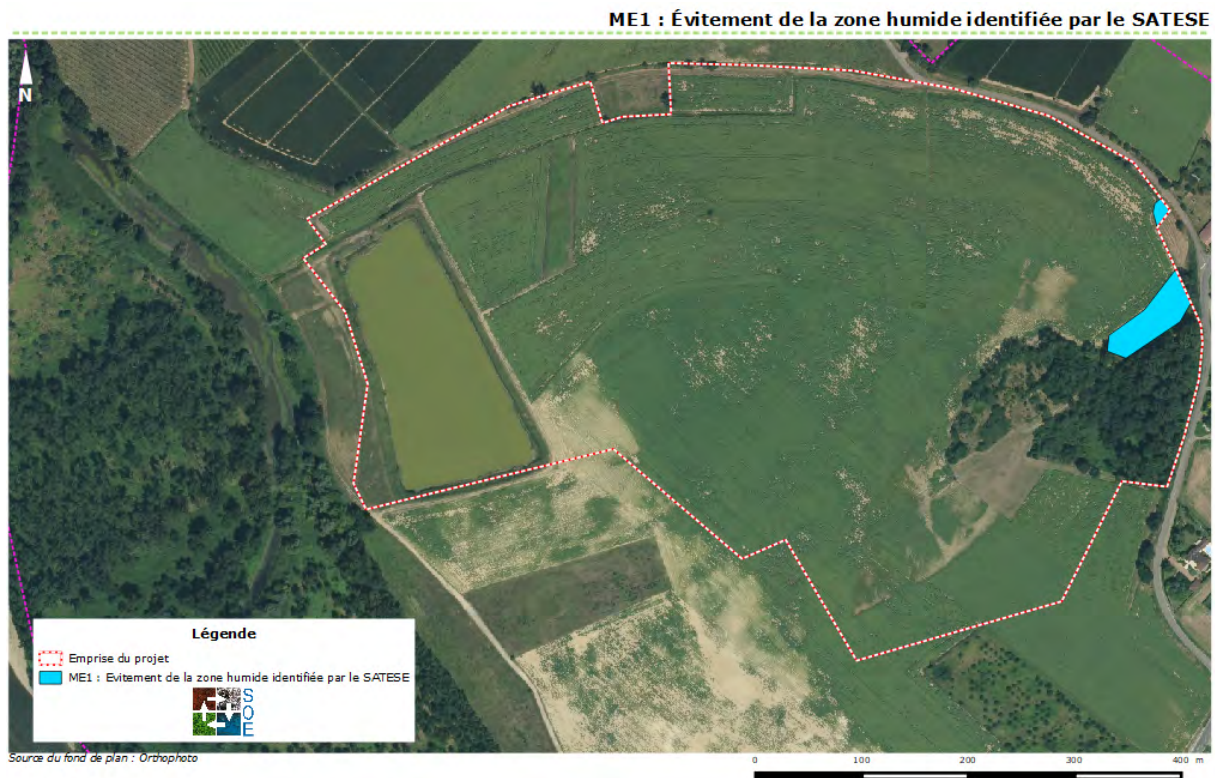 ME1 : Évitement de la zone humide identifiée par le SATESE
N
Légende
Emprise du projet
ME1 : Evitement de la zone humide identifiée par le SATESE
SOE
Source du fond de plan : Orthophoto
0 100 200 300 400 m